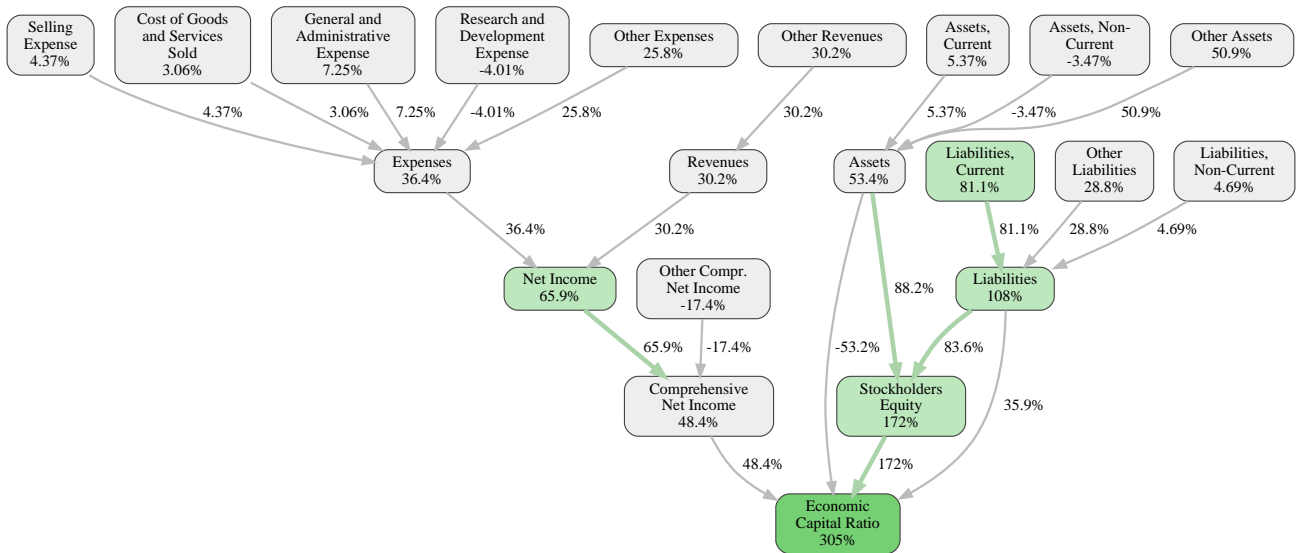 Selling
Expense
4.37%
Cost of Goods
and Services
Sold
3.06%
General and
Administrative
Expense
7.25%
Research and
Development
Expense
-4.01%
Other Expenses
25.8%
Other Revenues
30.2%
Assets,
Current
5.37%
Assets, Non-
Current
-3.47%
Other Assets
50.9%
4.37%
3.06%
7.25%
-4.01%
25.8%
30.2%
5.37%
-3.47%
50.9%
Expenses
36.4%
Revenues
30.2%
Assets
53.4%
Liabilities,
Current
81.1%
Other
Liabilities
28.8%
Liabilities,
Non-Current
4.69%
36.4%
30.2%
81.1%
28.8%
4.69%
Net Income
65.9%
Other Compr.
Net Income
-17.4%
88.2%
Liabilities
108%
65.9%
-17.4%
-53.2%
83.6%
Comprehensive
Net Income
48.4%
Stockholders
Equity
172%
35.9%
48.4%
172%
Economic
Capital Ratio
305%